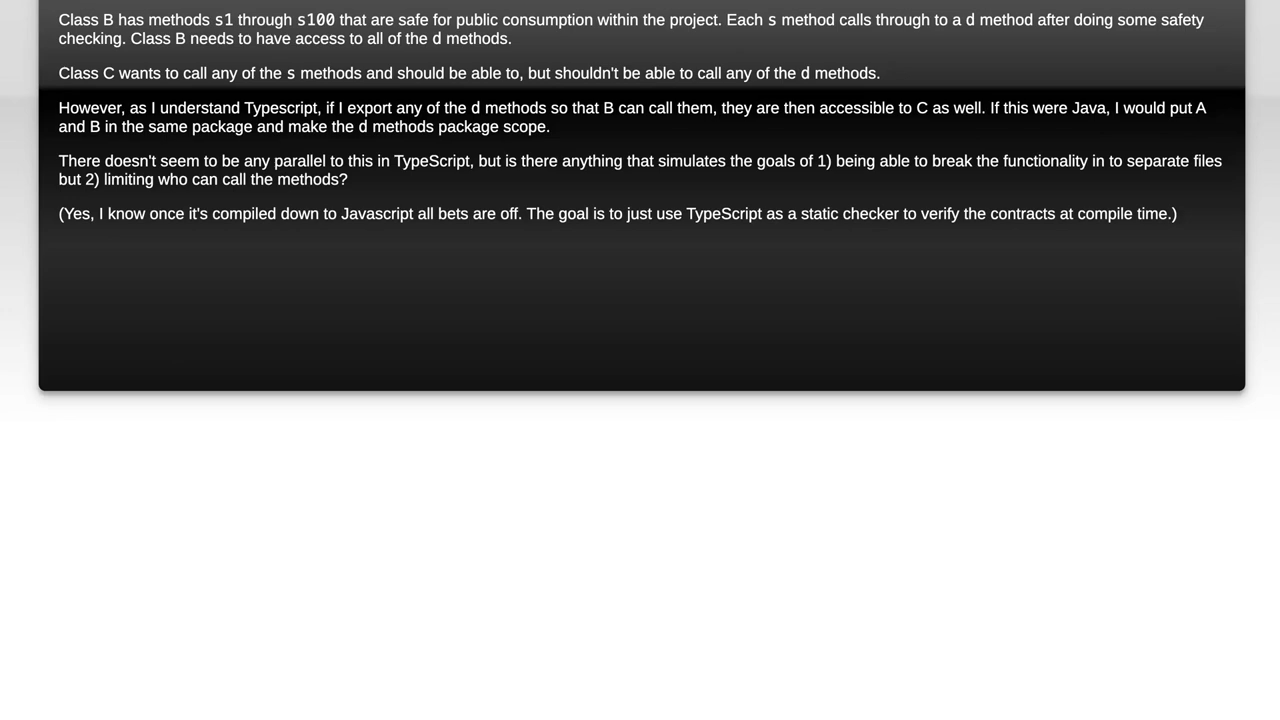 Class B has methods s1 through s100 that are safe for public consumption within the project. Each s method calls through to a d method after doing some safety
checking. Class B needs to have access to all of the d methods.
Class C wants to call any of the s methods and should be able to, but shouldn't be able to call any of the d methods.
However, as I understand Typescript, if I export any of the d methods so that B can call them, they are then accessible to C as well. If this were Java, I would put A
and B in the same package and make the d methods package scope.
There doesn't seem to be any parallel to this in TypeScript, but is there anything that simulates the goals of 1) being able to break the functionality in to separate files
but 2) limiting who can call the methods?
(Yes, I know once it's compiled down to Javascript all bets are off. The goal is to just use TypeScript as a static checker to verify the contracts at compile time.)